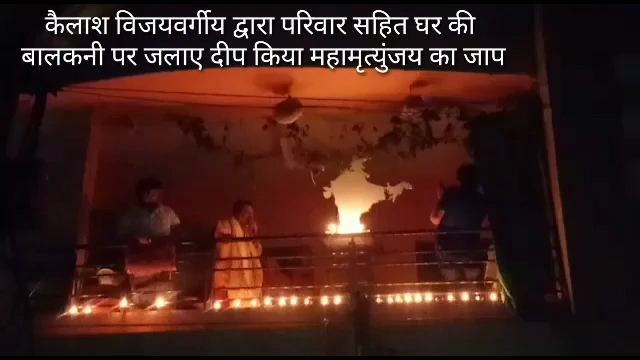 कैलाश विजयवर्गीय द्वारा परिवार सहित घर की
बालकनी पर जलाए दीप किया महामृत्युंजय का जाप